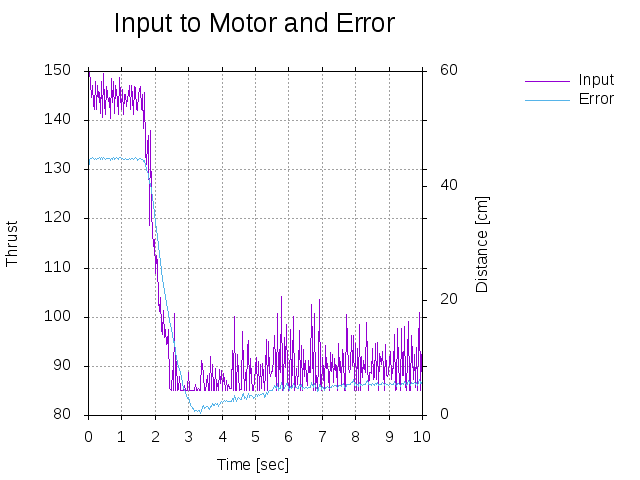 Input to Motor and Error
Thrust
150
140
130
120
110
100
90
80
60
40
20
0
Distance [cm]
Input
Error
0 1 2 3 4 5 6 7 8 9 10
Time [sec]